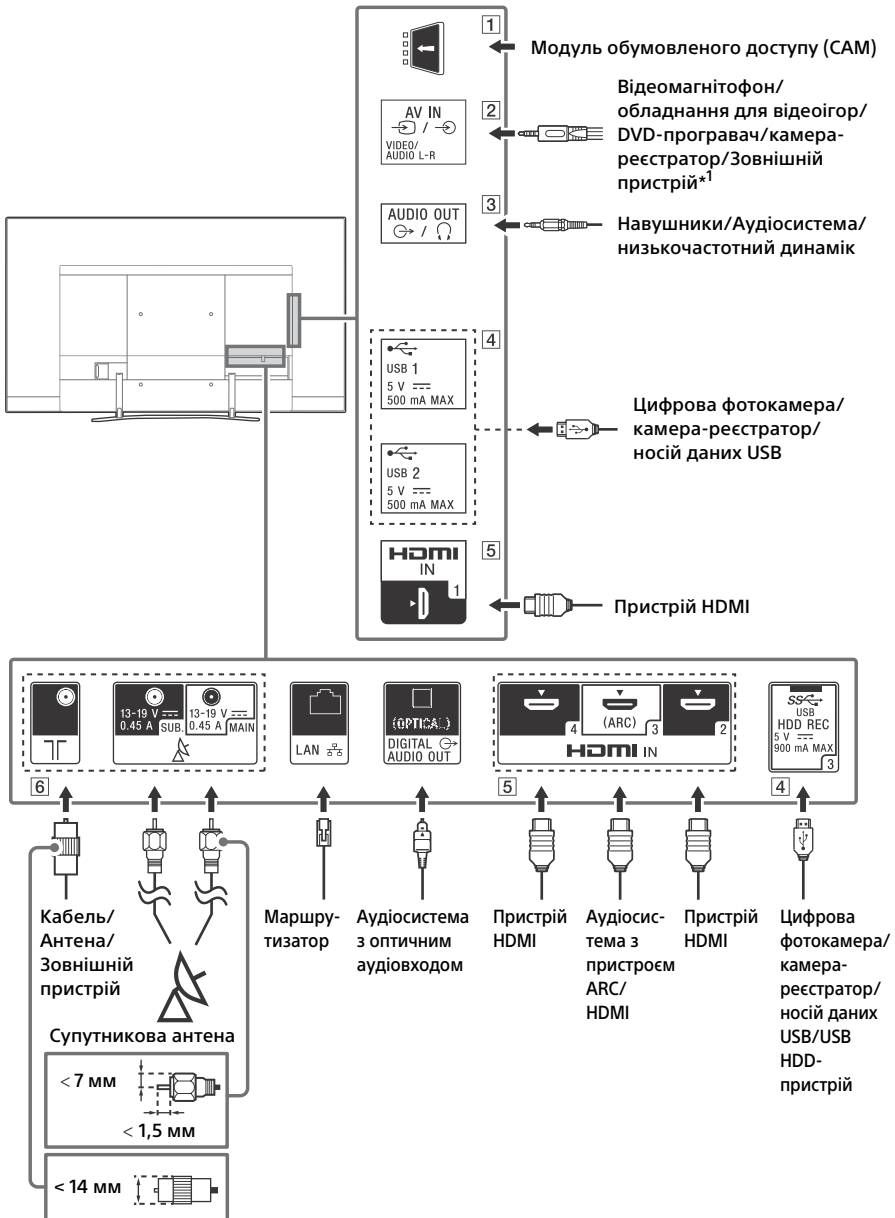 1
Модуль обумовленого доступу (CAM)
AV IN
/
VIDEO/
AUDIO L-R
2
Відеомагнітофон/
обладнання для відеоігор/
DVD-програвач/камера-
реєстратор/Зовнішній
пристрій*1
AUDIO OUT
/
3
Навушники/Аудіосистема/
низькочастотний динамік
4
USB 1
5 V
500 mA MAX
USB 2
5 V
500 mA MAX
Цифрова фотокамера/
камера-реєстратор/
носій даних USB
HDMI
IN
1
5
Пристрій HDMI
13-19 V
0.45 A
SUB.
13-19 V
0.45 A
MAIN
LAN
(OPTICAL)
DIGITAL
AUDIO OUT
4
(ARC)
3
2
HDMI IN
SS
USB
HDD REC
5 V
900 mA MAX
3
6
5
4
Кабель/
Антена/
Зовнішній
пристрій
Супутникова антена
Маршру-
тизатор
Аудіосистема
з оптичним
аудіовходом
Пристрій
HDMI
Аудіосис-
тема з
пристроєм
ARC/
HDMI
Пристрій
HDMI
Цифрова
фотокамера/
камера-
реєстратор/
носій даних
USB/USB
HDD-
пристрій
< 7 мм
< 1,5 мм
< 14 мм